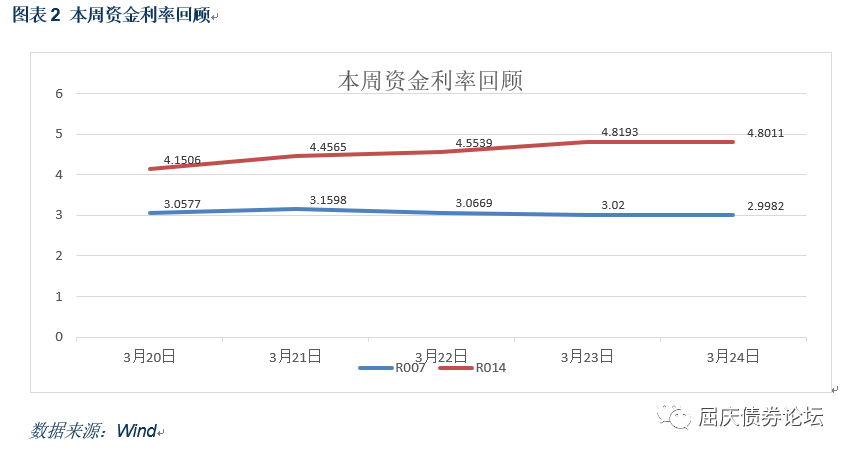 图表 2 本周资金利率回顾
本周资金利率回顾
6
5
4
3
2
1
0
4.1506
4.4565
4.5539
4.8193
4.8011
3.0577
3.1598
3.0669
3.02
2.9982
3月20日
3月21日
3月22日
3月23日
3月24日
R007
R014
数据来源：Wind
屈庆债券论坛